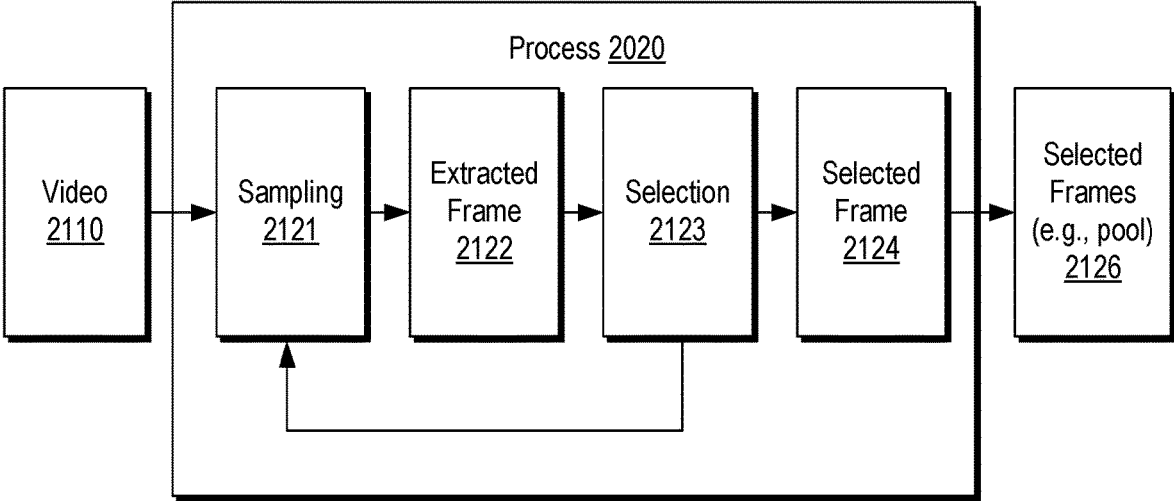 Process 2020
Video
2110
Sampling
2121
Extracted
Frame
2122
Selection
2123
Selected
Frame
2124
Selected
Frames
(e.g., pool)
2126